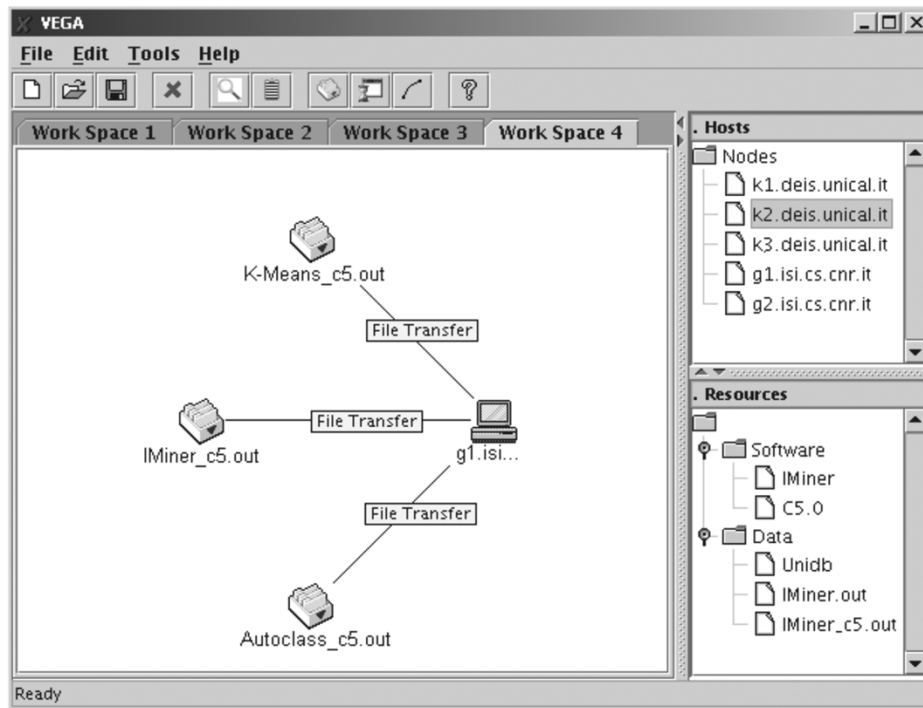 VEGA
File Edit Tools Help
Work Space 1 Work Space 2 Work Space 3 Work Space 4
K-Means_c5.out
File Transfer
IMiner_c5.out
File Transfer
g1.isi...
File Transfer
Autoclass_c5.out
. Hosts
Nodes
k1.deis.unical.it
k2.deis.unical.it
k3.deis.unical.it
g1.isi.cs.cnr.it
g2.isi.cs.cnr.it
. Resources
Software
IMiner
C5.0
Data
Unidb
IMiner.out
IMiner_c5.out
Ready